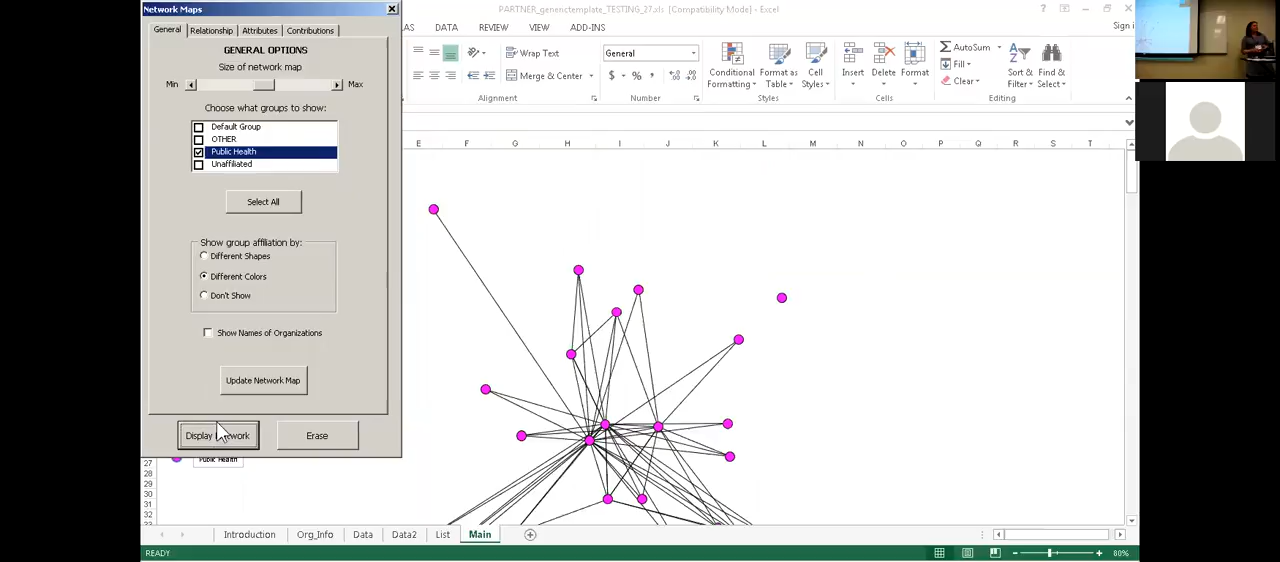 Network Maps
PARTNER_genenctemplate_TESTING_27.xls [Compatibility Mode] - Excel
General Relationship Attributes Contributions
AS DATA REVIEW VIEW ADD-INS
Sign i
GENERAL OPTIONS
Size of network map
Min Max
Choose what groups to show:
Default Group
OTHER
Public Health
Unaffiliated
Select All
Show group affiliation by:
Different Shapes
Different Colors
Don't Show
Show Names of Organizations
Update Network Map
Display Network Erase
Public Health
Wrap Text
Merge & Center
Alignment
General
$ % ,
Number
Conditional Formatting
Format as Table
Cell Styles
Styles
Insert Delete Format
Cells
AutoSum
Fill
Clear
Sort & Filter
Find & Select
Editing
E F G H I J K L M N O P Q R S T
27
28
29
30
31
32
Introduction Org_Info Data Data2 List Main
READY
80%